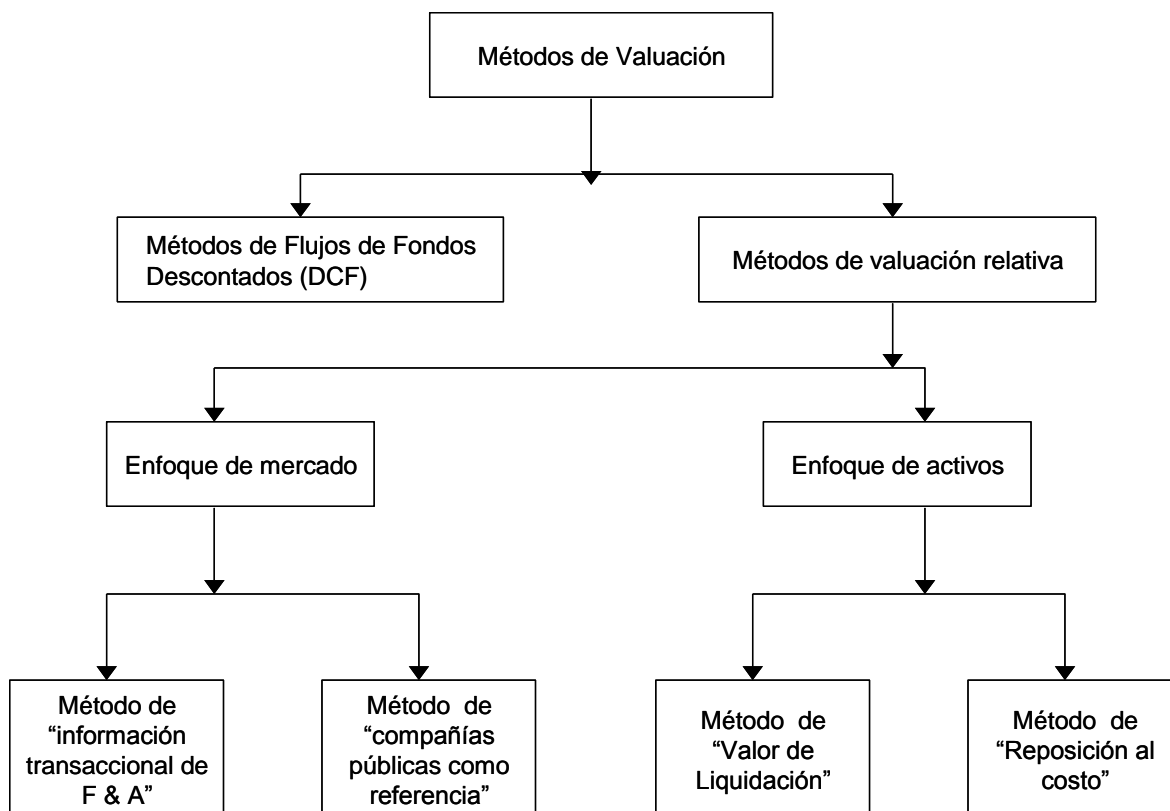 Métodos de Valuación
Métodos de Flujos de Fondos
Descontados (DCF)
Métodos de valuación relativa
Enfoque de mercado
Enfoque de activos
Método de
“información
transaccional de
F & A”
Método de
“compañías
públicas como
referencia”
Método de
“Valor de
Liquidación”
Método de
“Reposición al
costo”